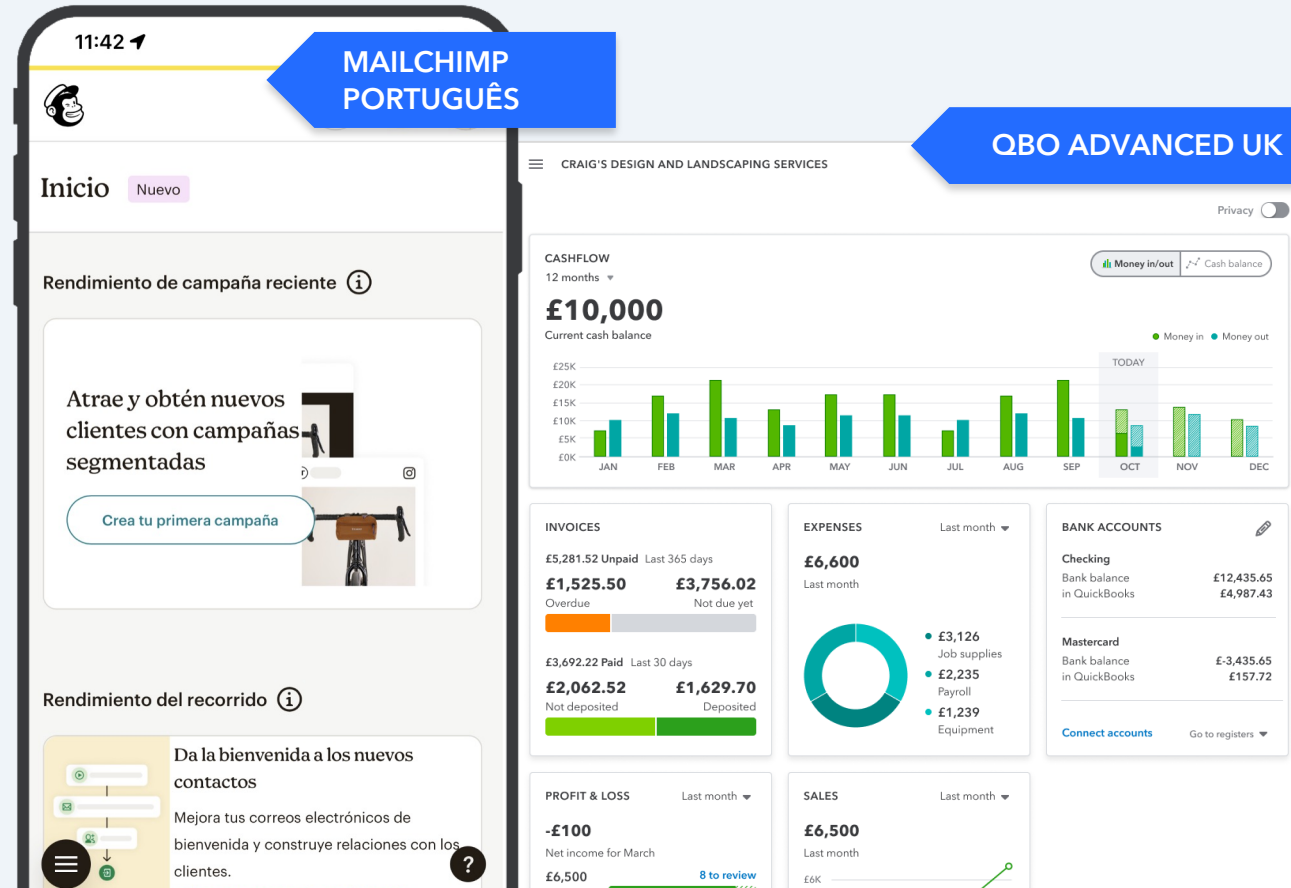 11:42
MAILCHIMP
PORTUGUÊS
Inicio Nuevo
Rendimiento de campaña reciente
Atrae y obtén nuevos
clientes con campañas
segmentadas
Crea tu primera campaña
Rendimiento del recorrido
Da la bienvenida a los nuevos
contactos
Mejora tus correos electrónicos de
bienvenida y construye relaciones con los
clientes.
?
QBO ADVANCED UK
CRAIG'S DESIGN AND LANDSCAPING SERVICES
Privacy
CASHFLOW
12 months
Money in/out Cash balance
£10,000
Current cash balance
Money in Money out
TODAY
£25K
£20K
£15K
£10K
£5K
£0K
JAN FEB MAR APR MAY JUN JUL AUG SEP OCT NOV DEC
INVOICES
£5,281.52 Unpaid Last 365 days
£1,525.50 £3,756.02
Overdue Not due yet
£3,692.22 Paid Last 30 days
£2,062.52 £1,629.70
Not deposited Deposited
EXPENSES Last month
£6,600
Last month
£3,126
Job supplies
£2,235
Payroll
£1,239
Equipment
BANK ACCOUNTS
Checking
Bank balance £12,435.65
in QuickBooks £4,987.43
Mastercard
Bank balance £-3,435.65
in QuickBooks £157.72
Connect accounts Go to registers
PROFIT & LOSS Last month
-£100
Net income for March
£6,500 8 to review
SALES Last month
£6,500
Last month
£6K